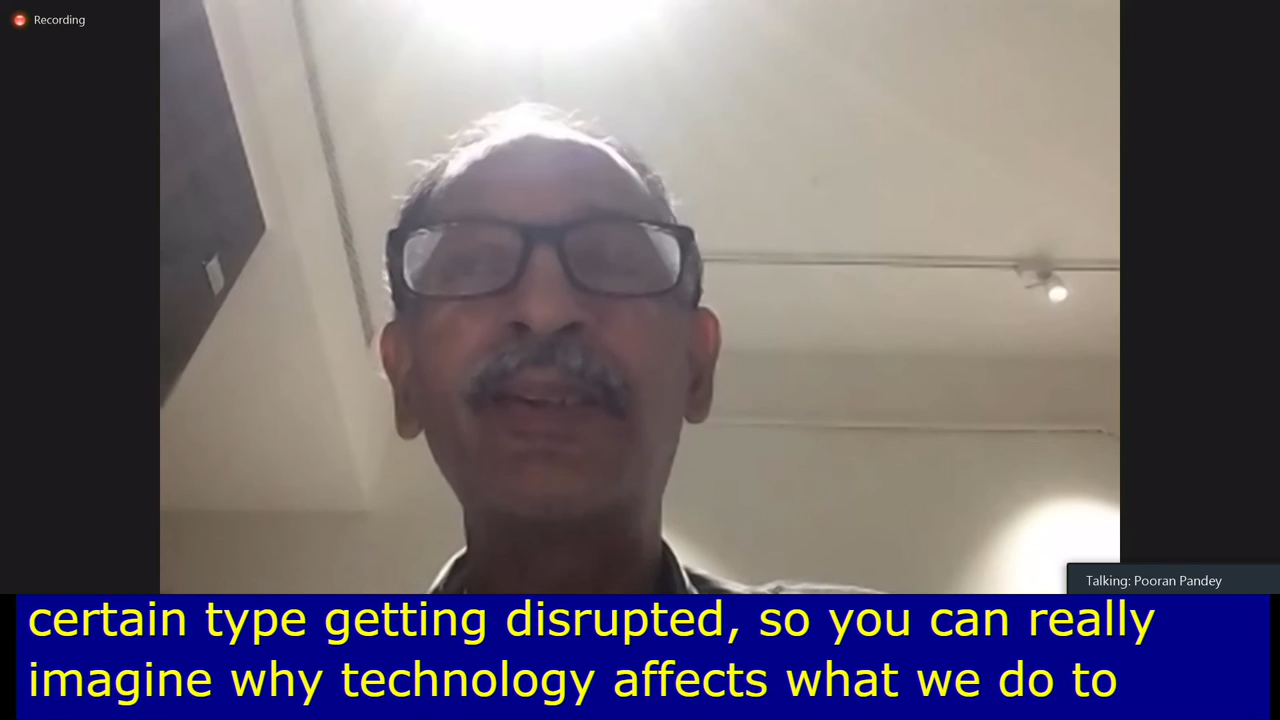 Recording
Talking: Pooran Pandey
certain type getting disrupted, so you can really
imagine why technology affects what we do to